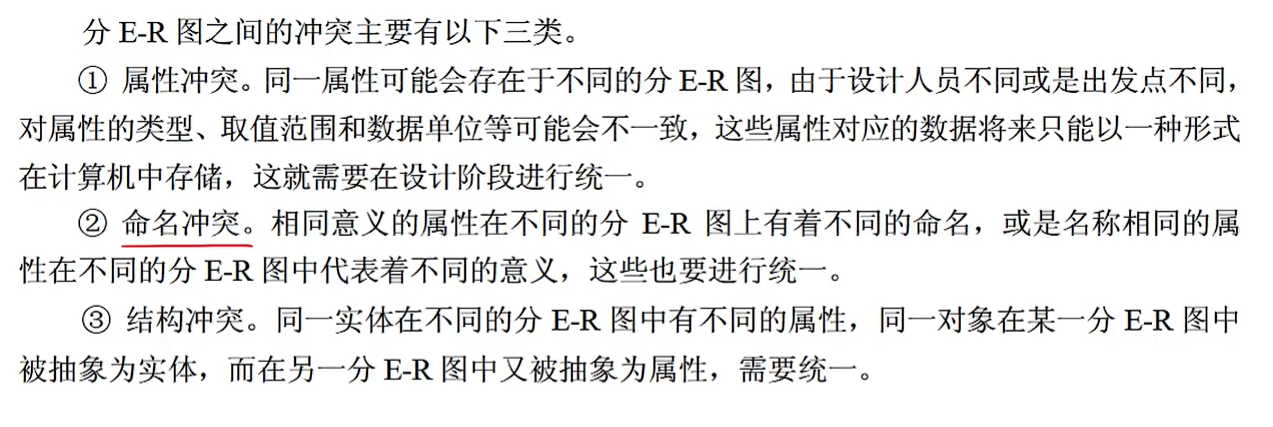 分 E-R 图之间的冲突主要有以下三类。
① 属性冲突。同一属性可能会存在于不同的分 E-R 图，由于设计人员不同或是出发点不同，
对属性的类型、取值范围和数据单位等可能会不一致，这些属性对应的数据将来只能以一种形式
在计算机中存储，这就需要在设计阶段进行统一。
② 命名冲突。相同意义的属性在不同的分 E-R 图上有着不同的命名，或是名称相同的属
性在不同的分 E-R 图中代表着不同的意义，这些也要进行统一。
③ 结构冲突。同一实体在不同的分 E-R 图中有不同的属性，同一对象在某一分 E-R 图中
被抽象为实体，而在另一分 E-R 图中又被抽象为属性，需要统一。